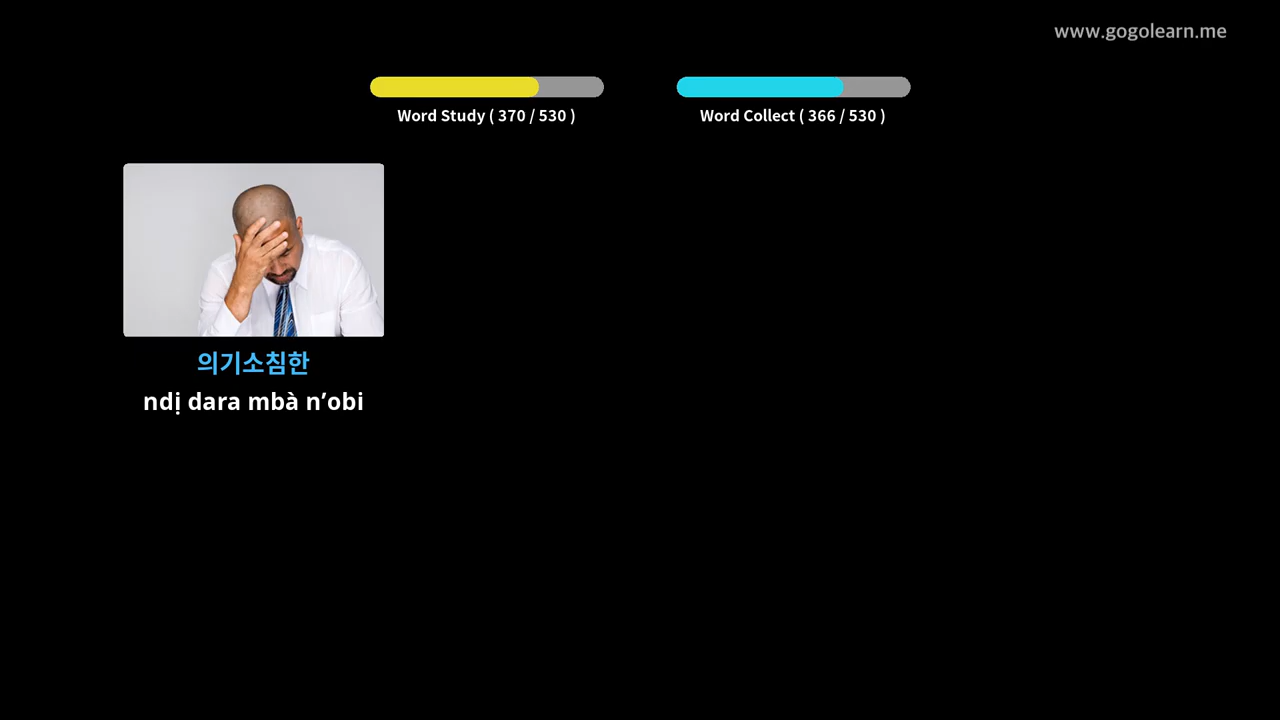 www.gogolearn.me
Word Study ( 370 / 530 )
Word Collect ( 366 / 530 )
의기소침한
ndị dara mbà n’obi